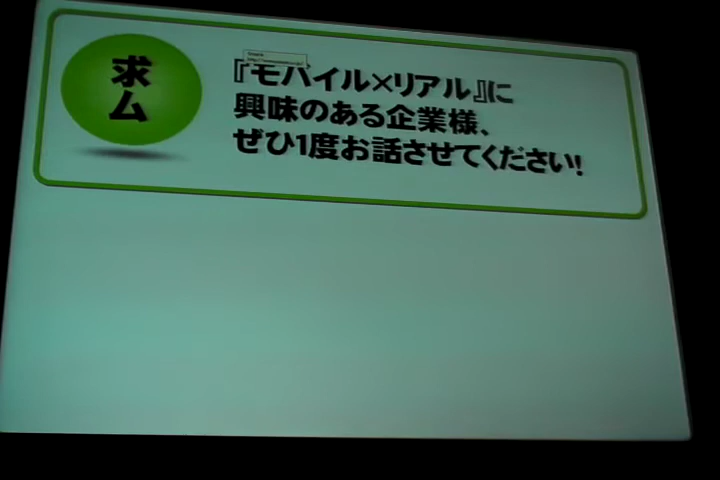 求
ム
『モバイル×リアル』に
興味のある企業様、
ぜひ1度お話させてください!